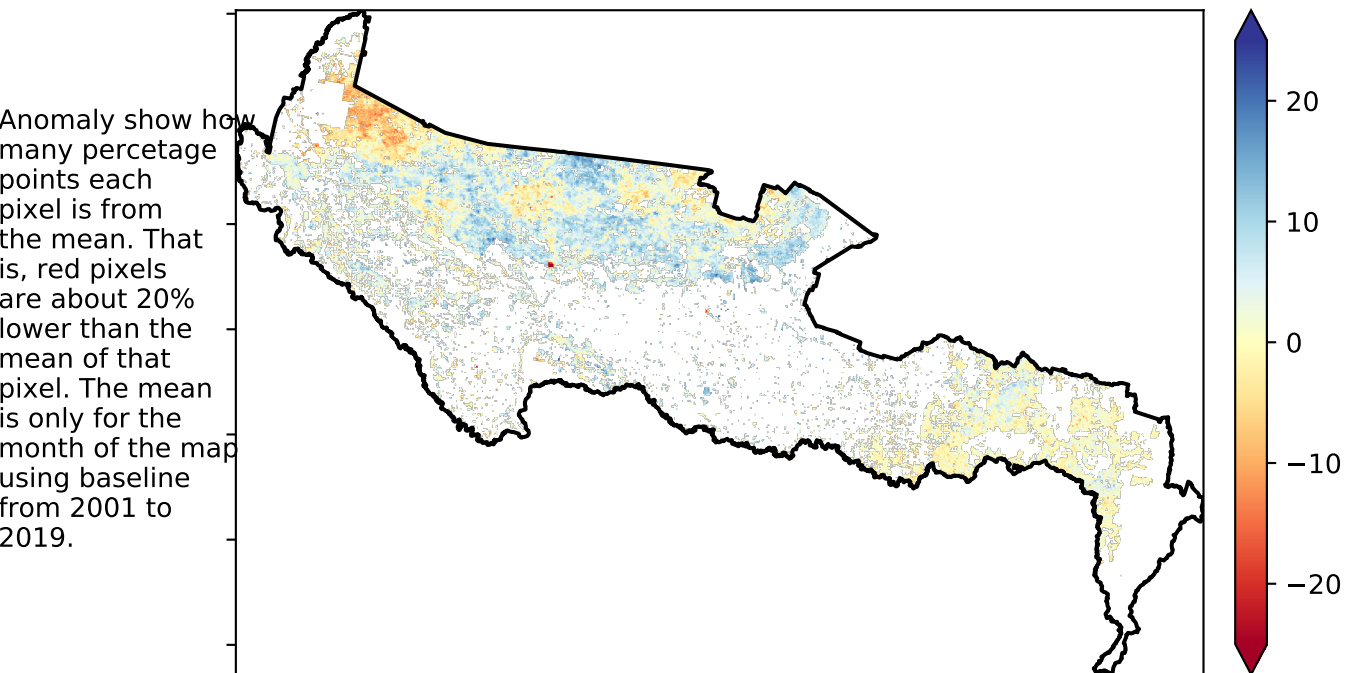 Anomaly show how
many percetage
points each
pixel is from
the mean. That
is, red pixels
are about 20%
lower than the
mean of that
pixel. The mean
is only for the
month of the map
using baseline
from 2001 to
2019.
20
10
0
−10
−20